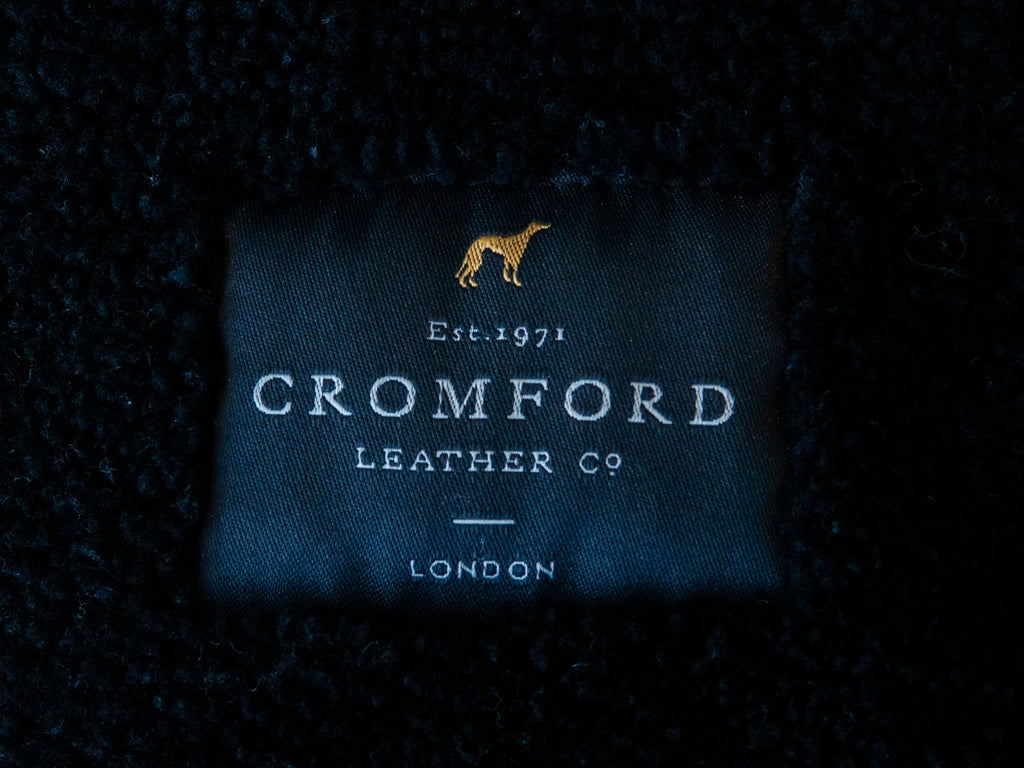 Est.1971
CROMFORD
LEATHER Cº
LONDON